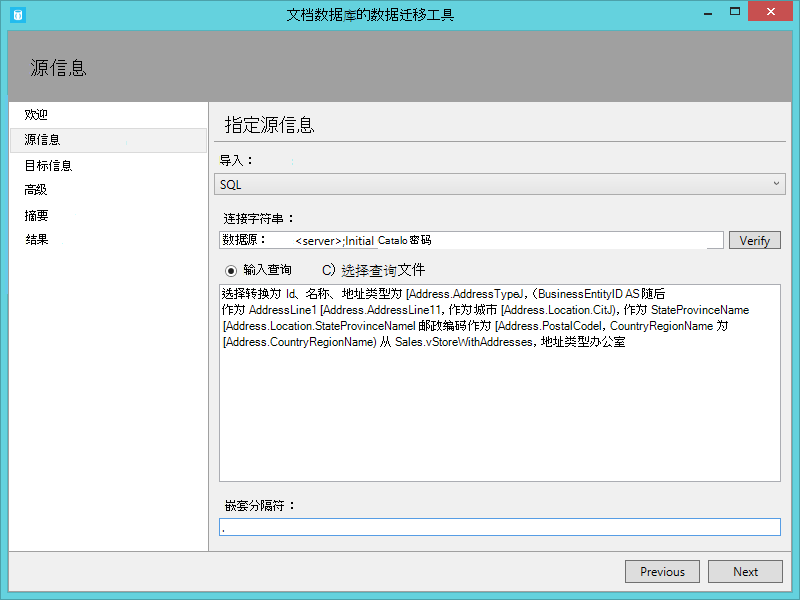 文档数据库的数据迁移工具
源信息
欢迎
源信息
目标信息
高级
摘要
结果
指定源信息
导入：
SQL
连接字符串：
数据源： <server>;Initial Catalo 密码
Verify
输入查询 C) 选择查询文件
选择转换为 Id、名称、地址类型为 [Address.AddressTypeJ，（BusinessEntityID AS 随后
作为 AddressLine1 [Address.AddressLine11, 作为城市 [Address.Location.CitJ), 作为 StateProvinceName
[Address.Location.StateProvinceNamel 邮政编码作为 [Address.PostalCodel, CountryRegionName 为
[Address.CountryRegionName) 从 Sales.vStoreWithAddresses, 地址类型办公室
嵌套分隔符：
.
Previous
Next